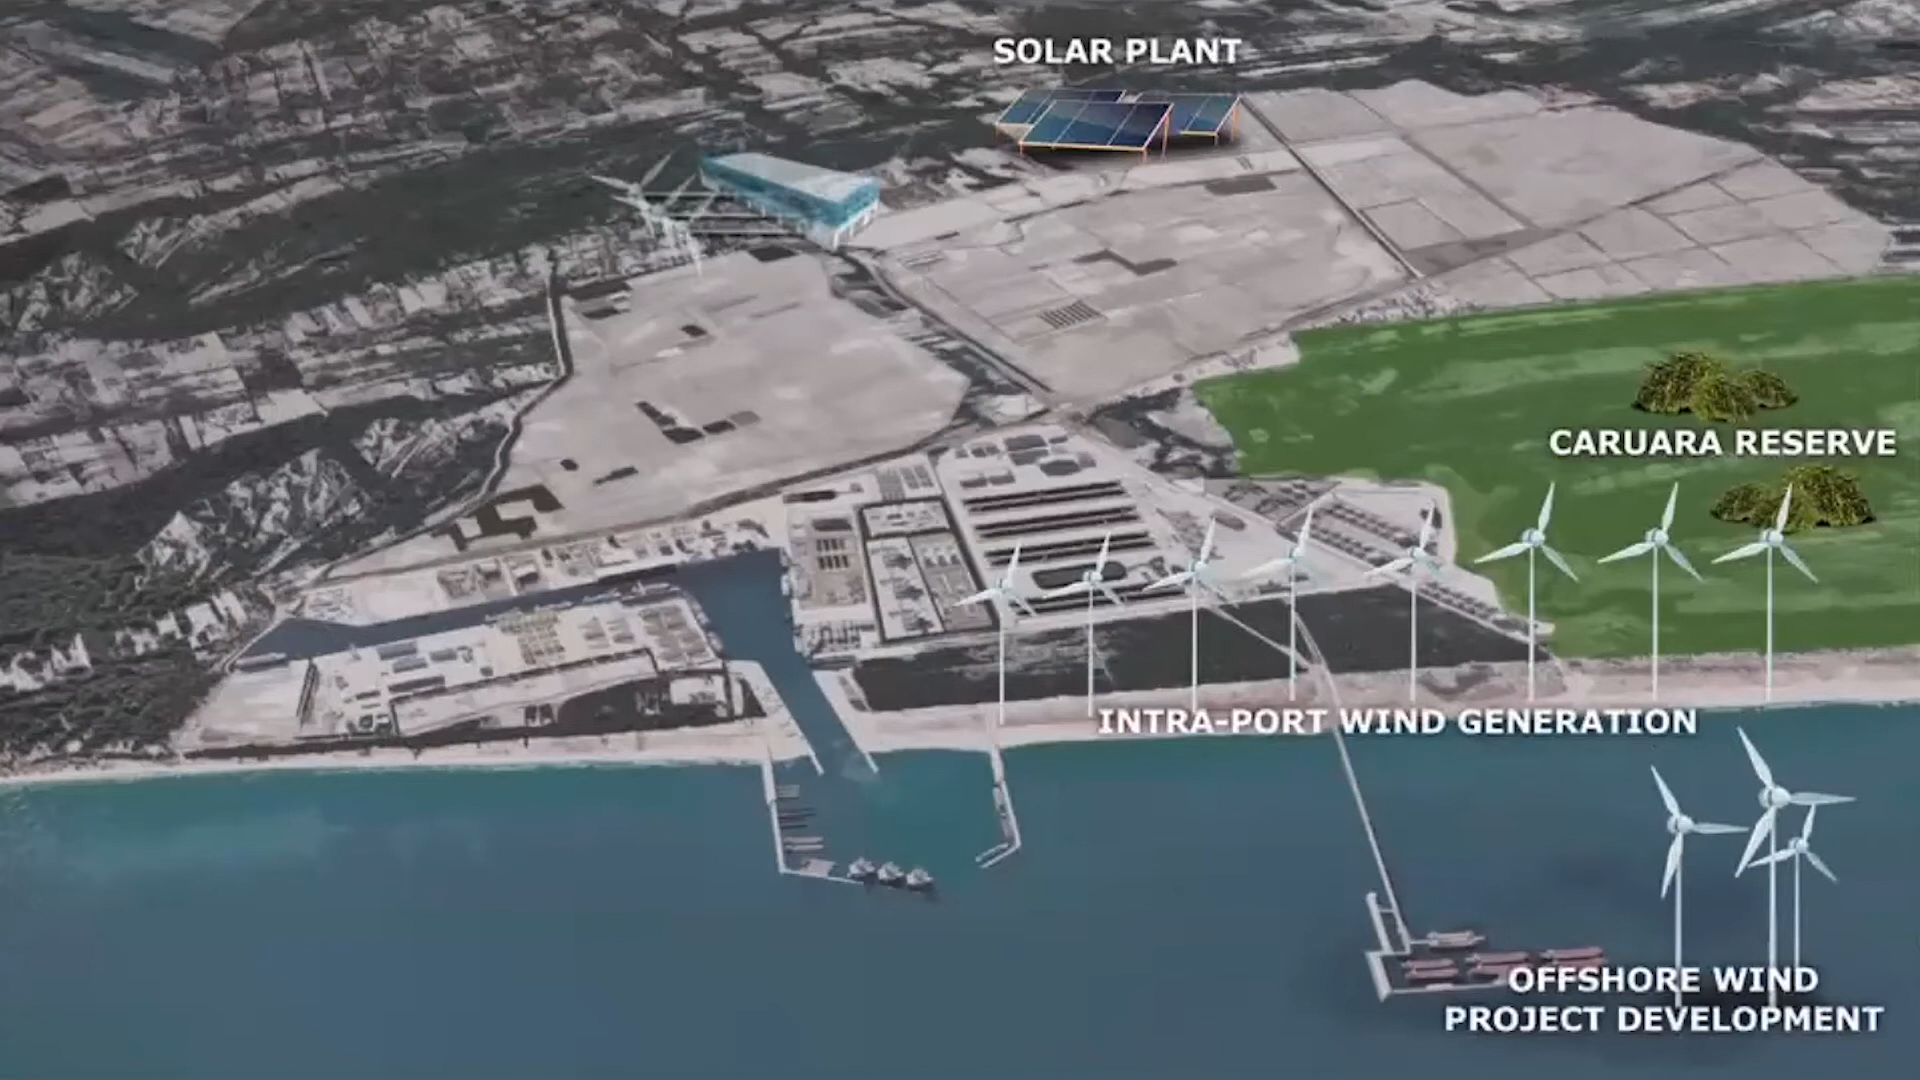 SOLAR PLANT
CARUARA RESERVE
INTRA-PORT WIND GENERATION
OFFSHORE WIND
PROJECT DEVELOPMENT